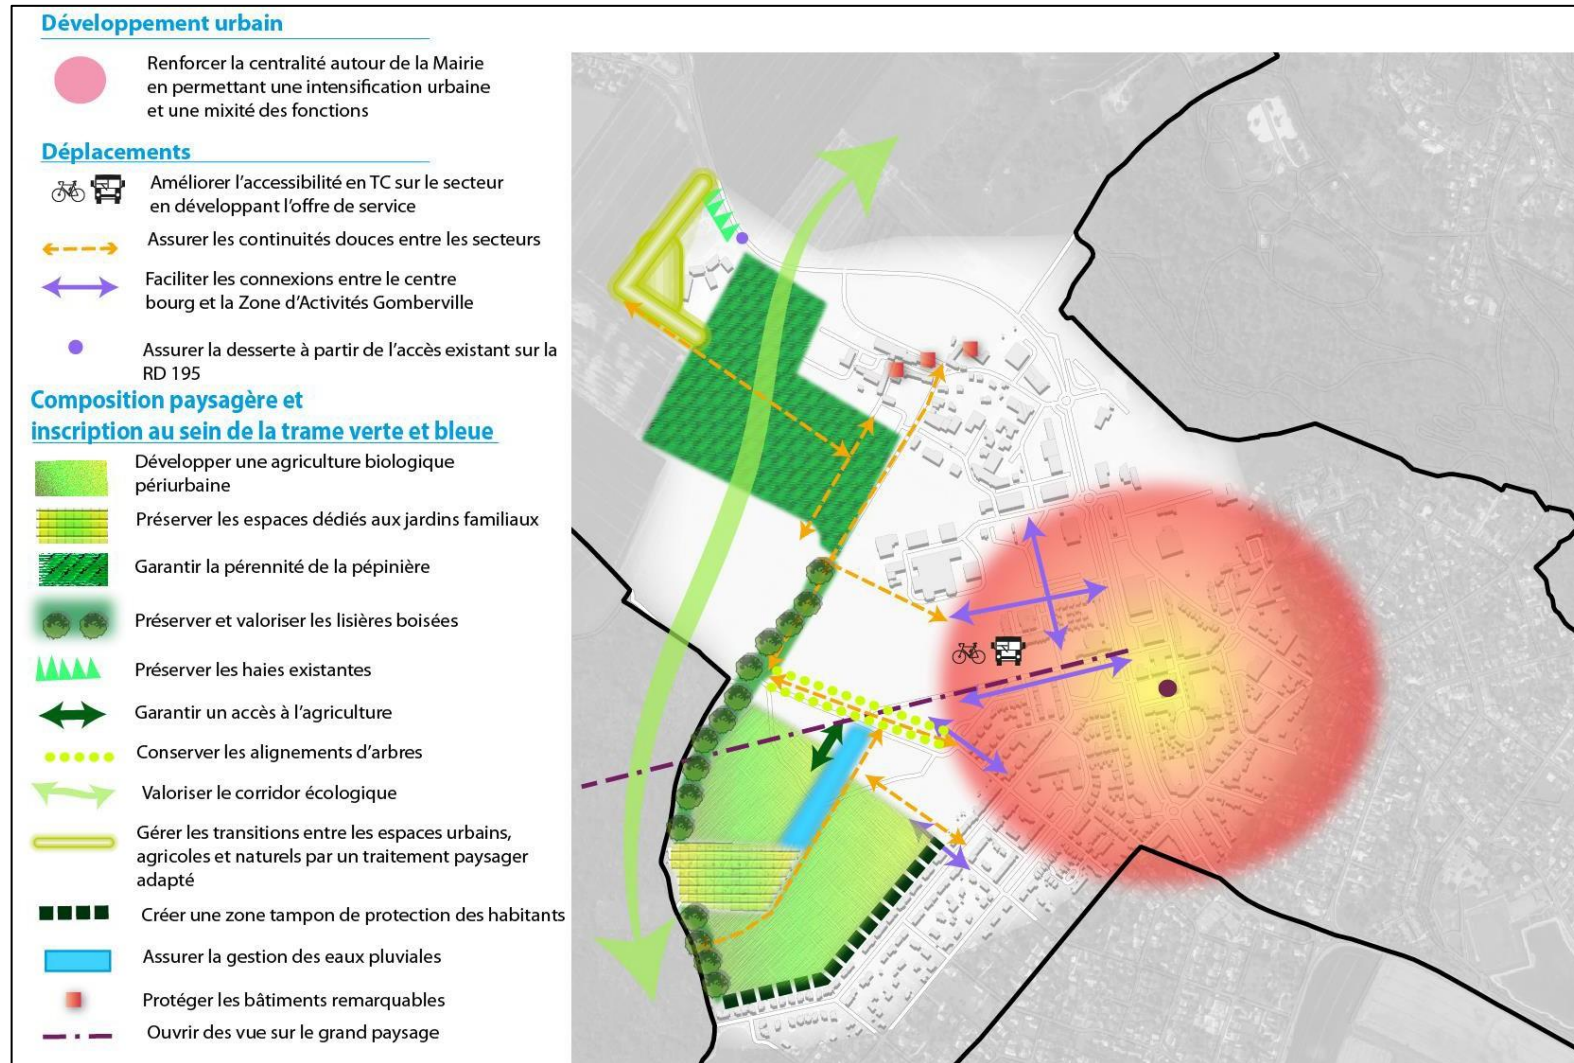 Développement urbain
Renforcer la centralité autour de la Mairie
en permettant une intensification urbaine
et une mixité des fonctions
Déplacements
Améliorer l'accessibilité en TC sur le secteur
en développant l'offre de service
Assurer les continuités douces entre les secteurs
Faciliter les connexions entre le centre
bourg et la Zone d'Activités Gomberville
Assurer la desserte à partir de l'accès existant sur la
RD 195
Composition paysagère et
inscription au sein de la trame verte et bleue
Développer une agriculture biologique
périurbaine
Préserver les espaces dédiés aux jardins familiaux
Garantir la pérennité de la pépinière
Préserver et valoriser les lisières boisées
Préserver les haies existantes
Garantir un accès à l'agriculture
Conserver les alignements d'arbres
Valoriser le corridor écologique
Gérer les transitions entre les espaces urbains,
agricoles et naturels par un traitement paysager
adapté
Créer une zone tampon de protection des habitants
Assurer la gestion des eaux pluviales
Protéger les bâtiments remarquables
Ouvrir des vue sur le grand paysage